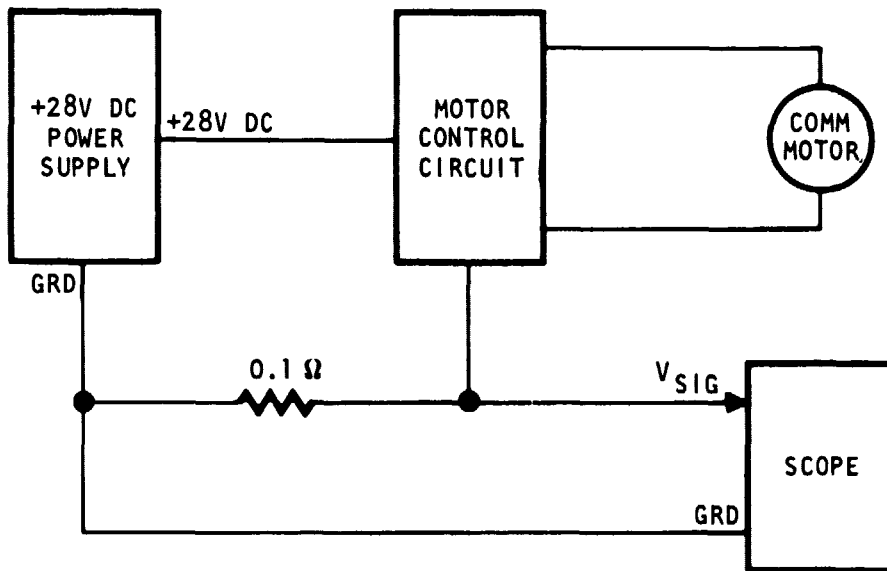 +28V DC
POWER
SUPPLY
+28V DC
MOTOR
CONTROL
CIRCUIT
COMM
MOTOR
GRD
0.1 Ω
V SIG
SCOPE
GRD